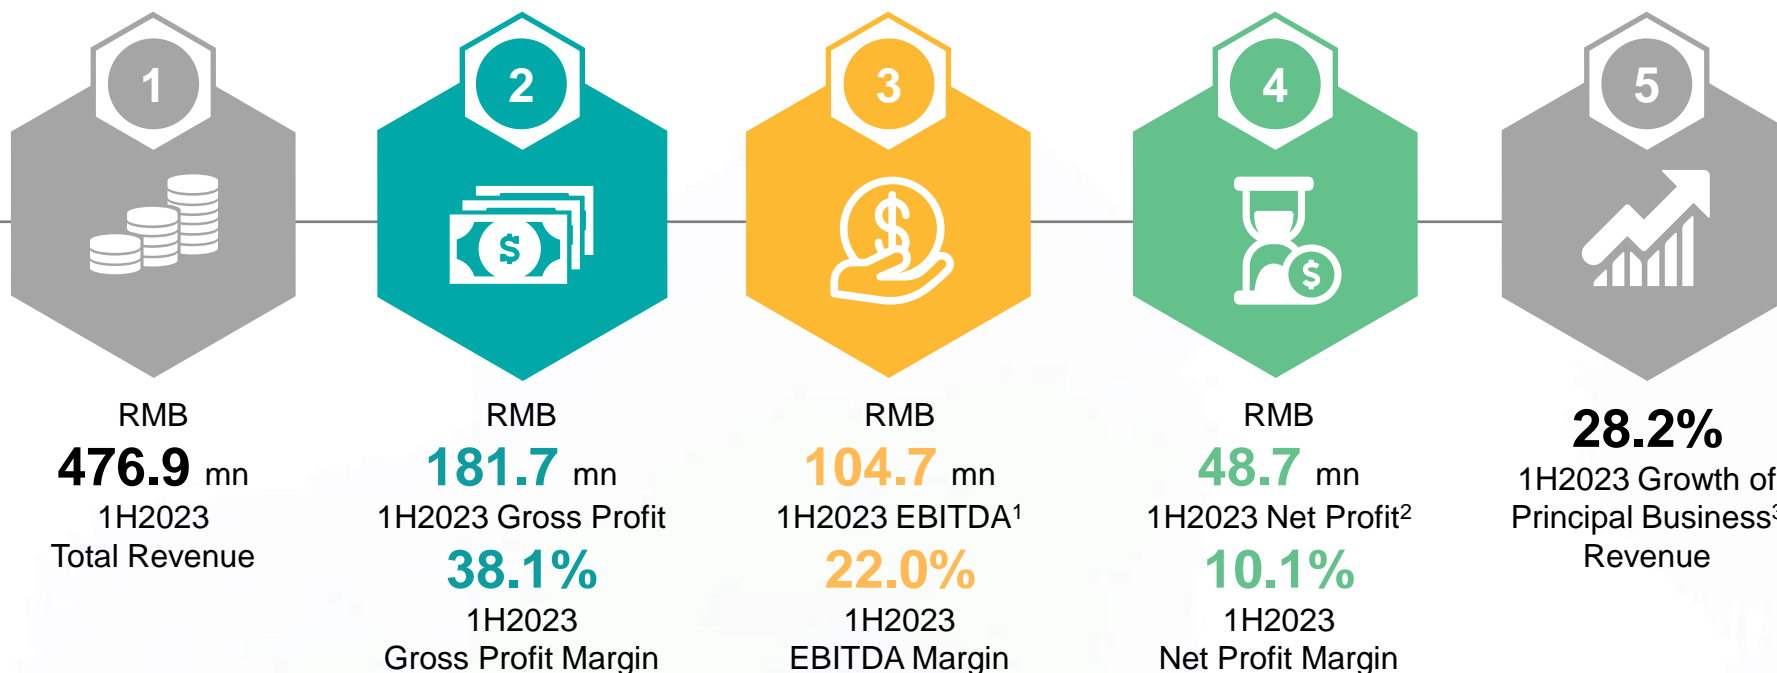 1
RMB
476.9 mn
1H2023
Total Revenue
2
$
RMB
181.7 mn
1H2023 Gross Profit
38.1%
1H2023
Gross Profit Margin
3
$
RMB
104.7 mn
1H2023 EBITDA¹
22.0%
1H2023
EBITDA Margin
4
$
RMB
48.7 mn
1H2023 Net Profit²
10.1%
1H2023
Net Profit Margin
5
28.2%
1H2023 Growth of
Principal Business³
Revenue